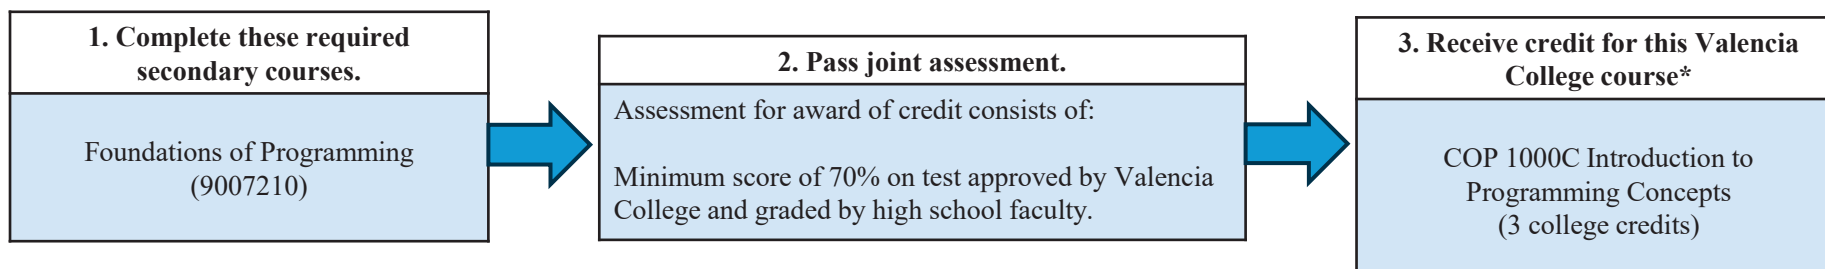 1. Complete these required
secondary courses.
Foundations of Programming
(9007210)
2. Pass joint assessment.
Assessment for award of credit consists of:
Minimum score of 70% on test approved by Valencia
College and graded by high school faculty.
3. Receive credit for this Valencia
College course*
COP 1000C Introduction to
Programming Concepts
(3 college credits)